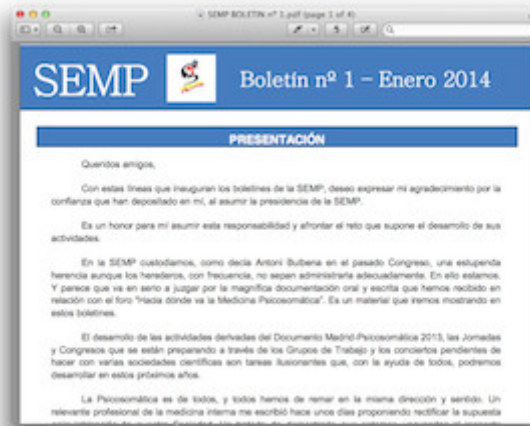 SEMP BOLETIN nº 1.pdf (page 1 of 4)
SEMP
Boletín nº 1 – Enero 2014
PRESENTACIÓN
Queridos amigos,
Con estas líneas que inauguran los boletines de la SEMP, deseo expresar mi agradecimiento por la
confianza que han depositado en mí, al asumir la presidencia de la SEMP.
Es un honor para mí asumir esta responsabilidad y afrontar el reto que supone el desarrollo de sus
actividades.
En la SEMP custodiamos, como decía Antoni Bulbena en el pasado Congreso, una estupenda
herencia aunque los herederos, con frecuencia, no sepan administrarla adecuadamente. En ello estamos.
Y parece que va en serio a juzgar por la magnífica documentación oral y escrita que hemos recibido en
relación con el foro "Hacia dónde va la Medicina Psicosomática". Es un material que iremos mostrando en
estos boletines.
El desarrollo de las actividades derivadas del Documento Madrid-Psicosomática 2013, las Jornadas
y Congresos que se están preparando a través de los Grupos de Trabajo y los conciertos pendientes de
hacer con varias sociedades científicas son tareas ilusionantes que, con la ayuda de todos, podremos
desarrollar en estos próximos años.
La Psicosomática es de todos, y todos hemos de remar en la misma dirección y sentido. Un
relevante profesional de la medicina interna me escribió hace unos días proponiendo rectificar la supuesta